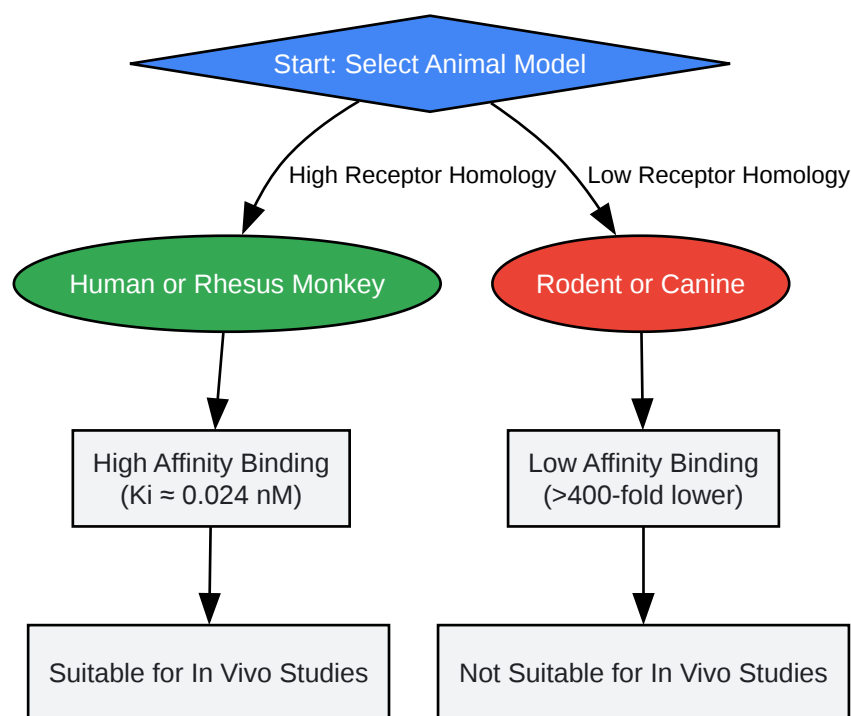 Start: Select Animal Model
High Receptor Homology
Low Receptor Homology
Human or Rhesus Monkey
Rodent or Canine
High Affinity Binding
(Ki ≈ 0.024 nM)
Low Affinity Binding
(>400-fold lower)
Suitable for In Vivo Studies
Not Suitable for In Vivo Studies